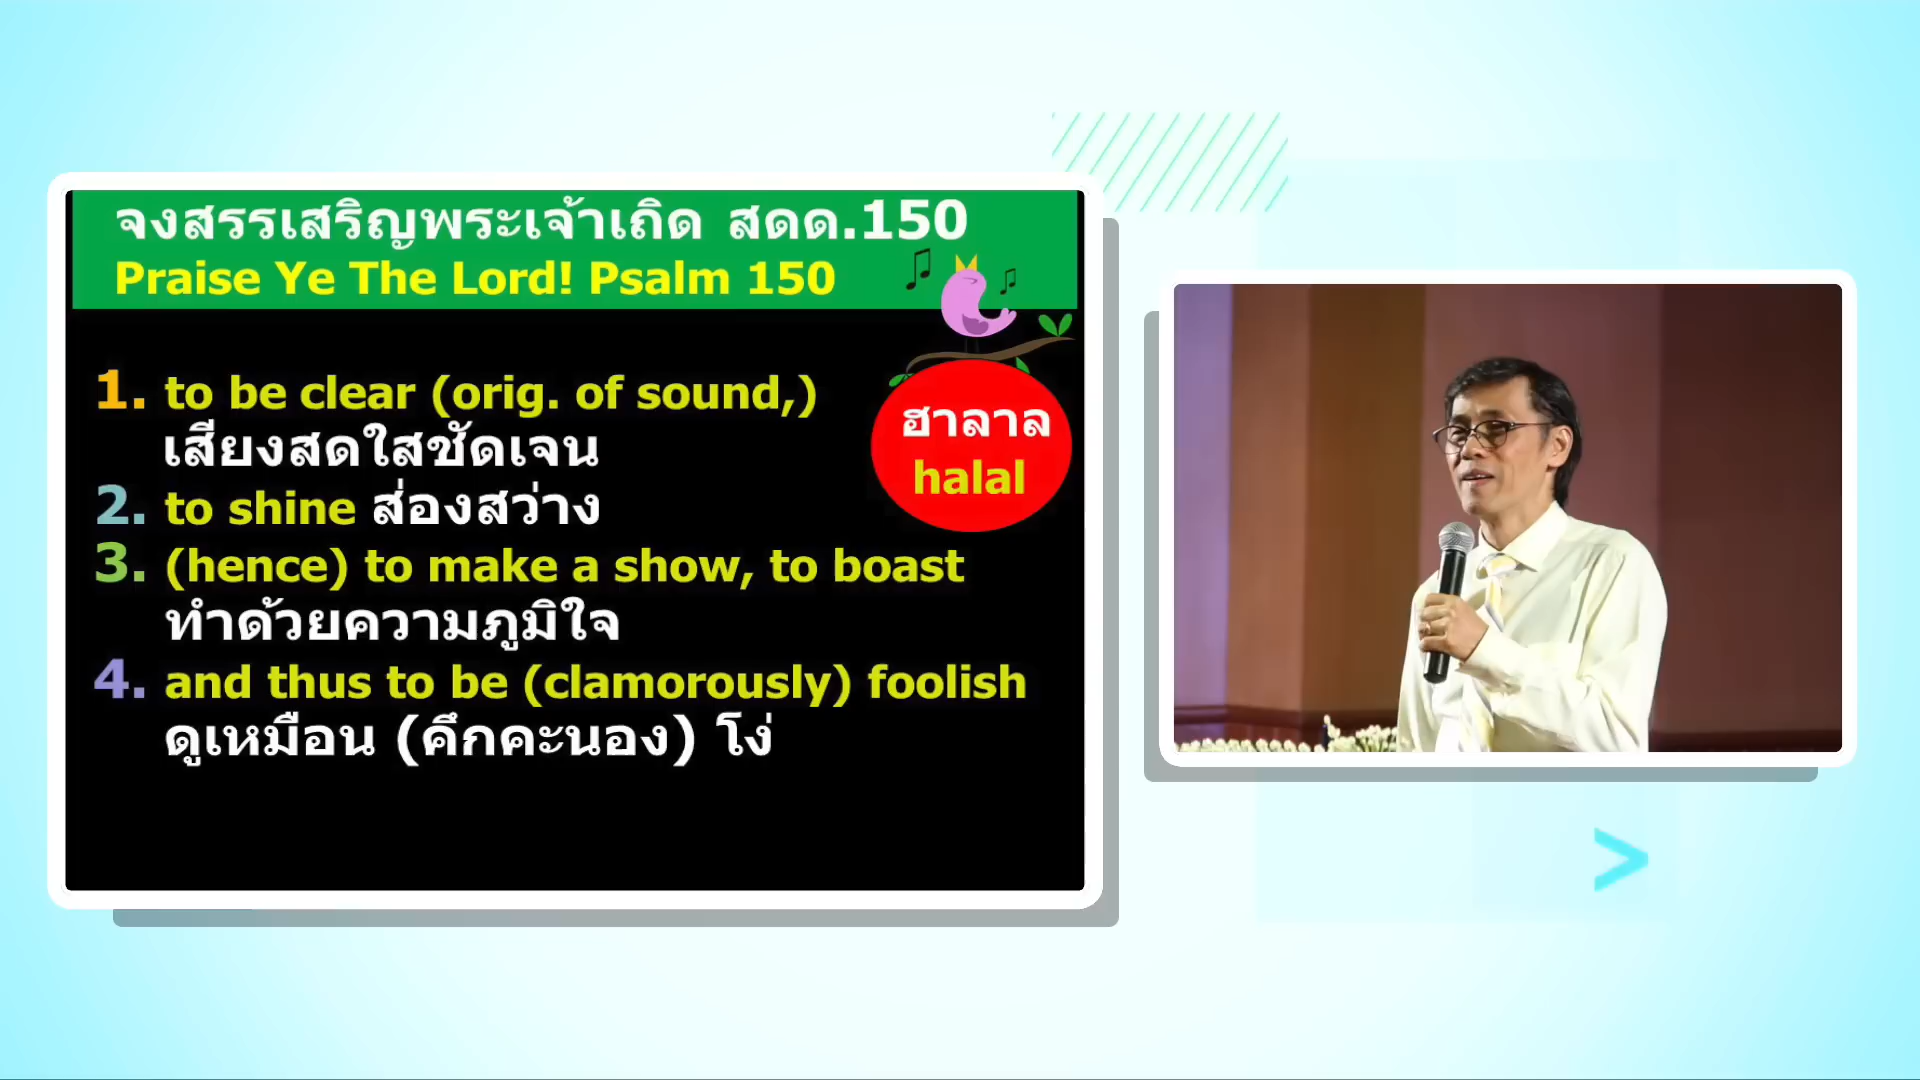 จงสรรเสริญพระเจ้าเถิด สดด.150
Praise Ye The Lord! Psalm 150
1. to be clear (orig. of sound,)
เสียงสดใสชัดเจน
2. to shine ส่องสว่าง
3. (hence) to make a show, to boast
ทำด้วยความภูมิใจ
4. and thus to be (clamorously) foolish
ดูเหมือน (คึกคะนอง) โง่
ฮาลาล
halal